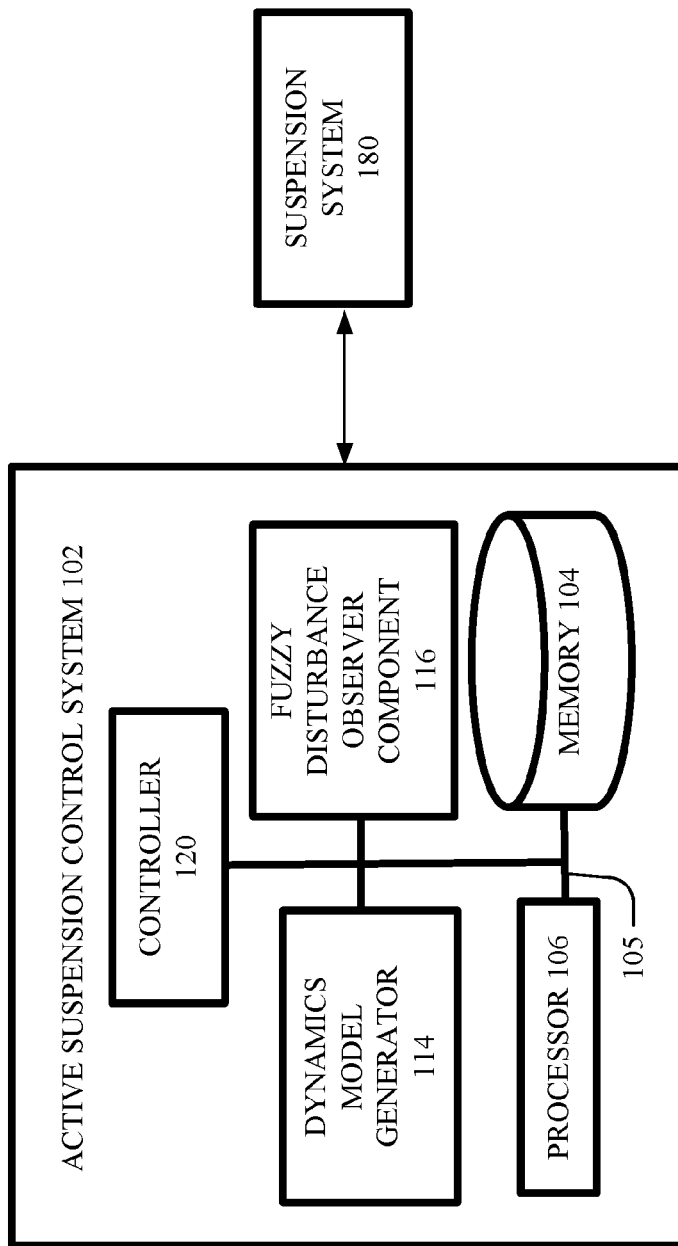 ACTIVE SUSPENSION CONTROL SYSTEM 102
CONTROLLER
120
DYNAMICS
MODEL
GENERATOR
114
FUZZY
DISTURBANCE
OBSERVER
COMPONENT
116
PROCESSOR 106
105
MEMORY 104
SUSPENSION
SYSTEM
180